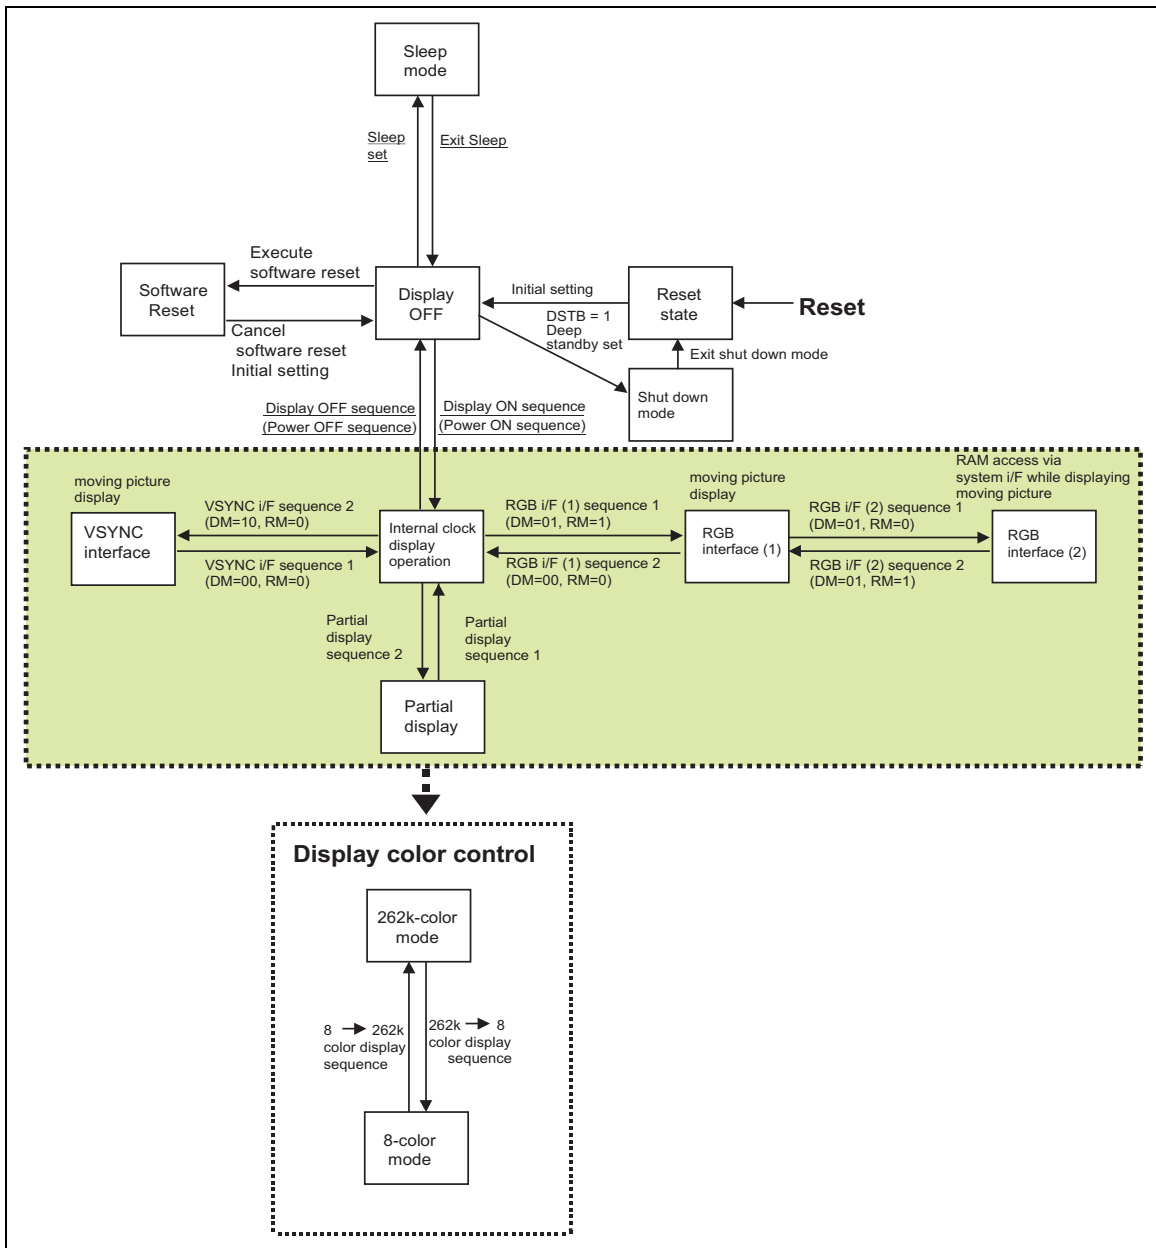 Sleep
mode
Sleep
set
Exit Sleep
Execute
software reset
Software
Reset
Display
OFF
Initial setting
Reset
state
Reset
DSTB = 1
Deep
standby set
Cancel
software reset
Initial setting
Exit shut down mode
Shut down
mode
Display OFF sequence
(Power OFF sequence)
Display ON sequence
(Power ON sequence)
moving picture
display
VSYNC
interface
VSYNC i/F sequence 2
(DM=10, RM=0)
VSYNC i/F sequence 1
(DM=00, RM=0)
Internal clock
display
operation
RGB i/F (1) sequence 1
(DM=01, RM=1)
RGB i/F (1) sequence 2
(DM=00, RM=0)
moving picture
display
RGB
interface (1)
RGB i/F (2) sequence 1
(DM=01, RM=0)
RGB i/F (2) sequence 2
(DM=01, RM=1)
RAM access via
system i/F while displaying
moving picture
RGB
interface (2)
Partial
display
sequence 2
Partial
display
sequence 1
Partial
display
Display color control
262k-color
mode
8 → 262k
color display
sequence
262k → 8
color display
sequence
8-color
mode